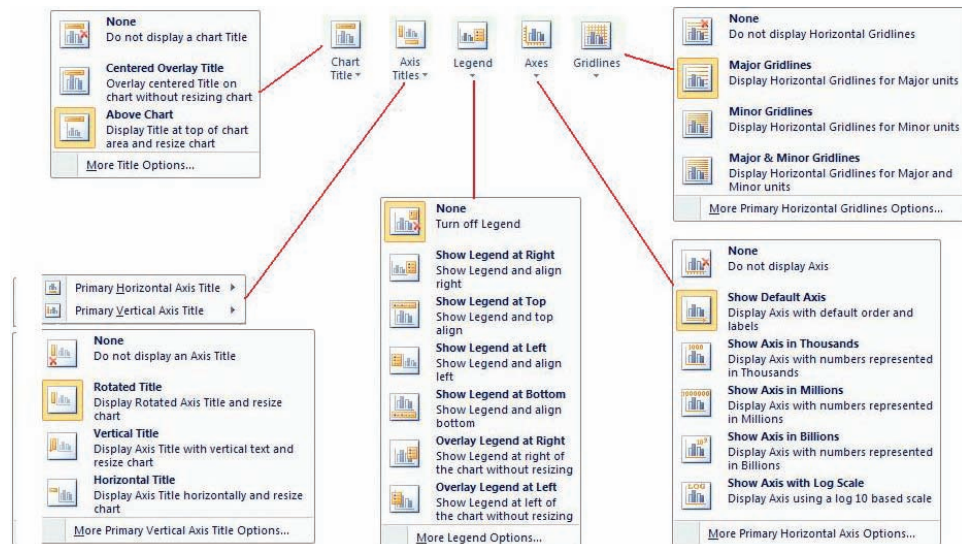 None
Do not display a chart Title
Centered Overlay Title
Overlay centered Title on
chart without resizing chart
Above Chart
Display Title at top of chart
area and resize chart
More Title Options...
Chart
Title
Axis
Titles
Legend
Axes
Gridlines
None
Do not display Horizontal Gridlines
Major Gridlines
Display Horizontal Gridlines for Major units
Minor Gridlines
Display Horizontal Gridlines for Minor units
Major & Minor Gridlines
Display Horizontal Gridlines for Major and
Minor units
More Primary Horizontal Gridlines Options...
Primary Horizontal Axis Title
Primary Vertical Axis Title
None
Do not display an Axis Title
Rotated Title
Display Rotated Axis Title and resize
chart
Vertical Title
Display Axis Title with vertical text and
resize chart
Horizontal Title
Display Axis Title horizontally and resize
chart
More Primary Vertical Axis Title Options...
None
Turn off Legend
Show Legend at Right
Show Legend and align
right
Show Legend at Top
Show Legend and top
align
Show Legend at Left
Show Legend and align
left
Show Legend at Bottom
Show Legend and align
bottom
Overlay Legend at Right
Show Legend at right of
the chart without resizing
Overlay Legend at Left
Show Legend at left of
the chart without resizing
More Legend Options...
None
Do not display Axis
Show Default Axis
Display Axis with default order and
labels
Show Axis in Thousands
Display Axis with numbers represented
in Thousands
Show Axis in Millions
Display Axis with numbers represented
in Millions
Show Axis in Billions
Display Axis with numbers represented
in Billions
Show Axis with Log Scale
Display Axis using a log 10 based scale
More Primary Horizontal Axis Options...